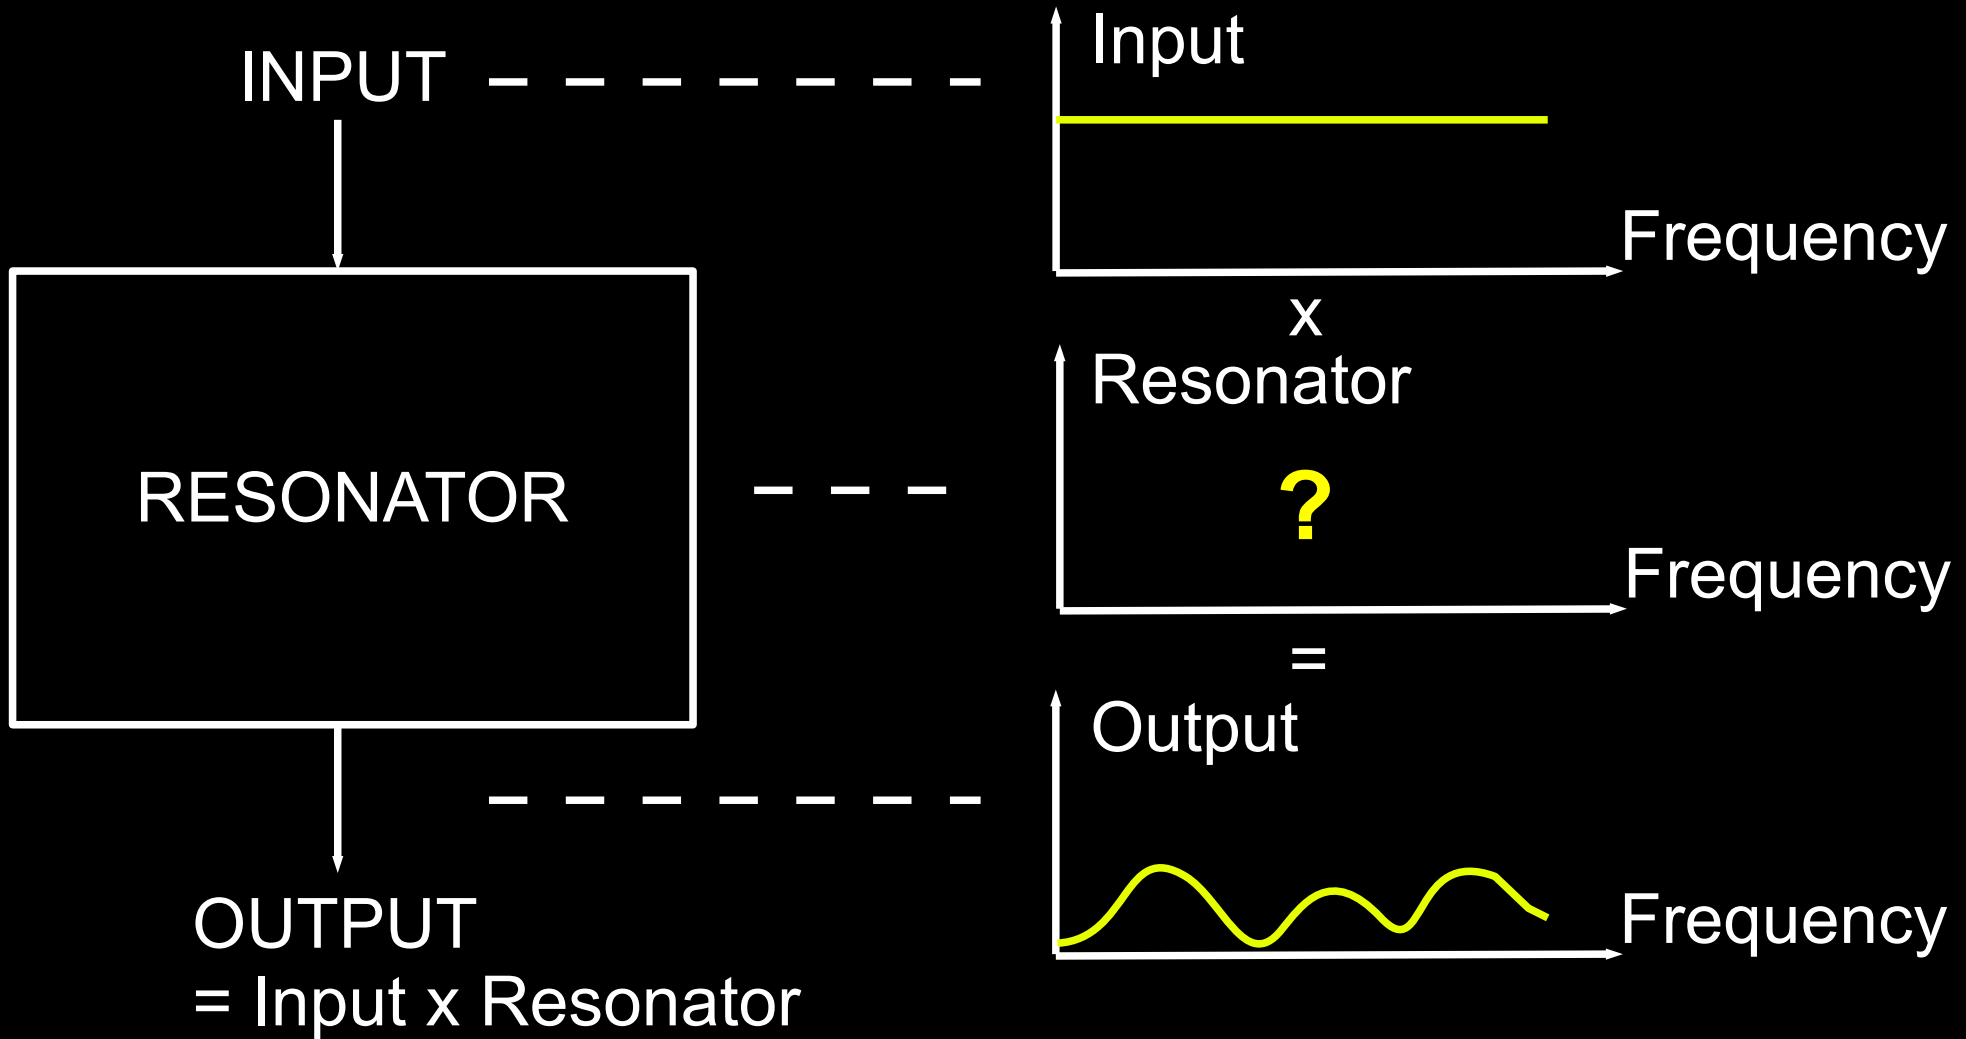 INPUT
RESONATOR
OUTPUT
= Input x Resonator
Input
Frequency
x
Resonator
?
Frequency
=
Output
Frequency